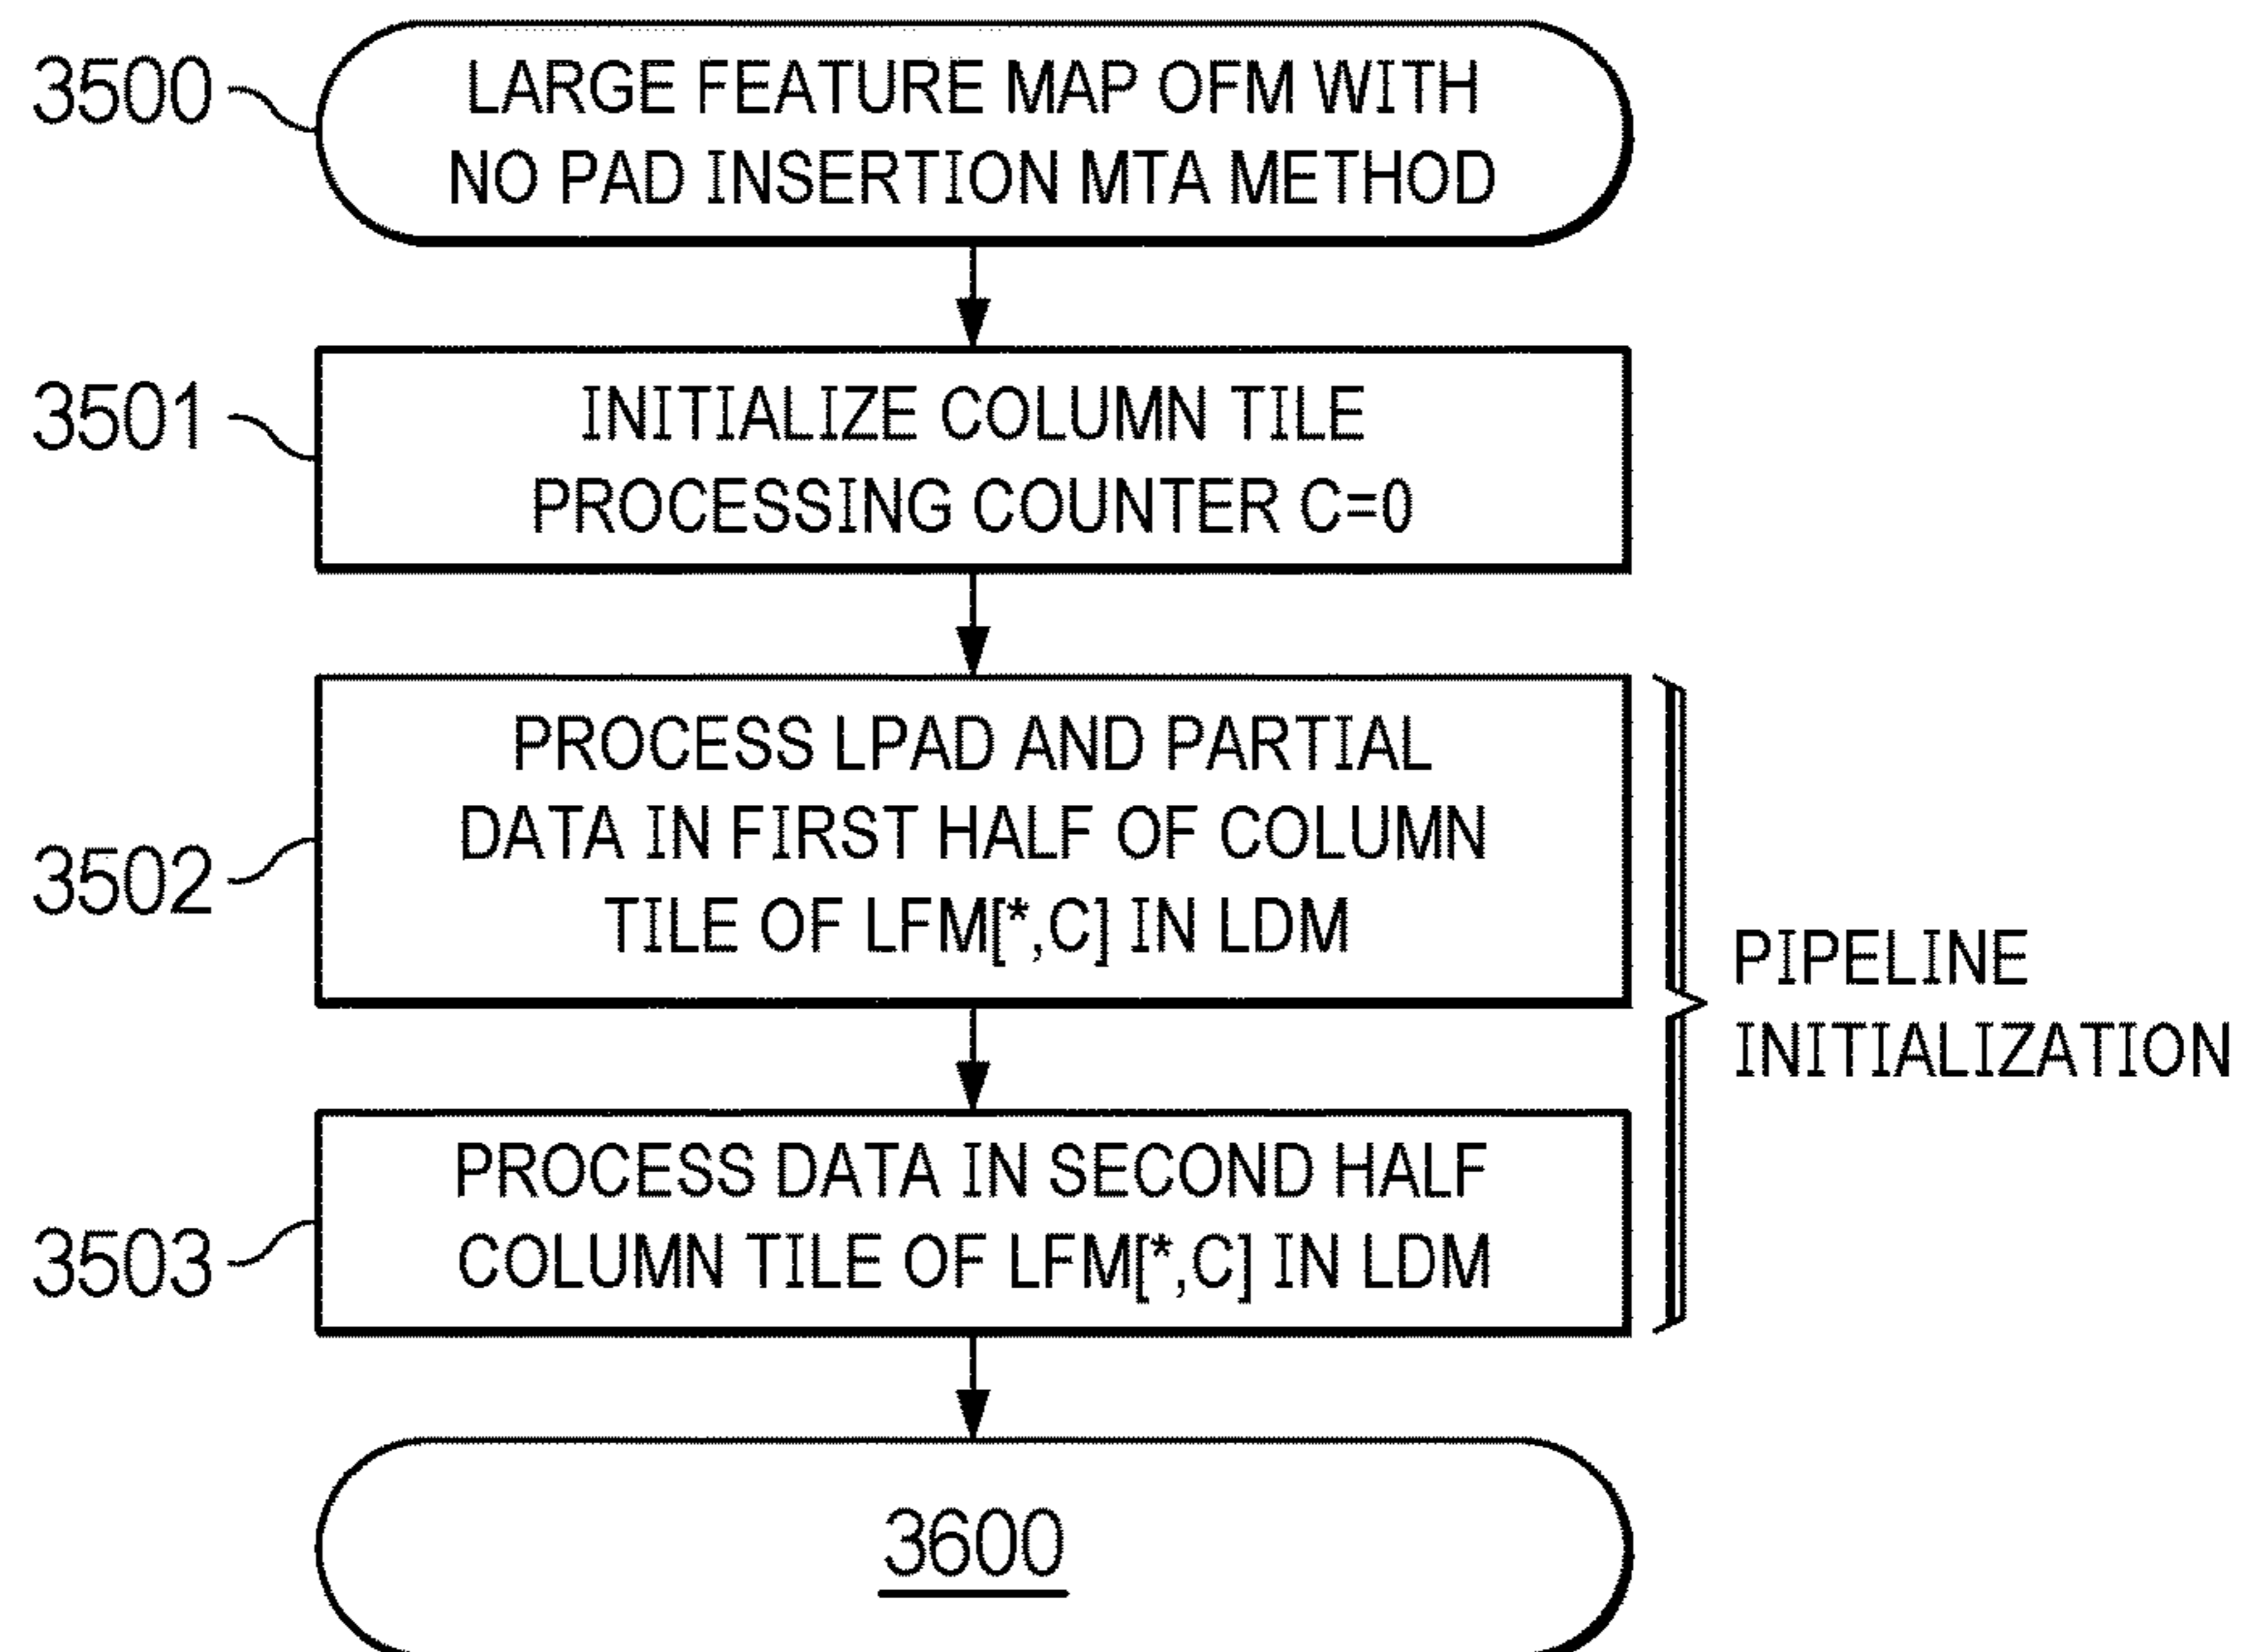 3500
LARGE FEATURE MAP OFM WITH
NO PAD INSERTION MTA METHOD
3501
INITIALIZE COLUMN TILE
PROCESSING COUNTER C=0
3502
PROCESS LPAD AND PARTIAL
DATA IN FIRST HALF OF COLUMN
TILE OF LFM[*,C] IN LDM
PIPELINE
INITIALIZATION
3503
PROCESS DATA IN SECOND HALF
COLUMN TILE OF LFM[*,C] IN LDM
3600